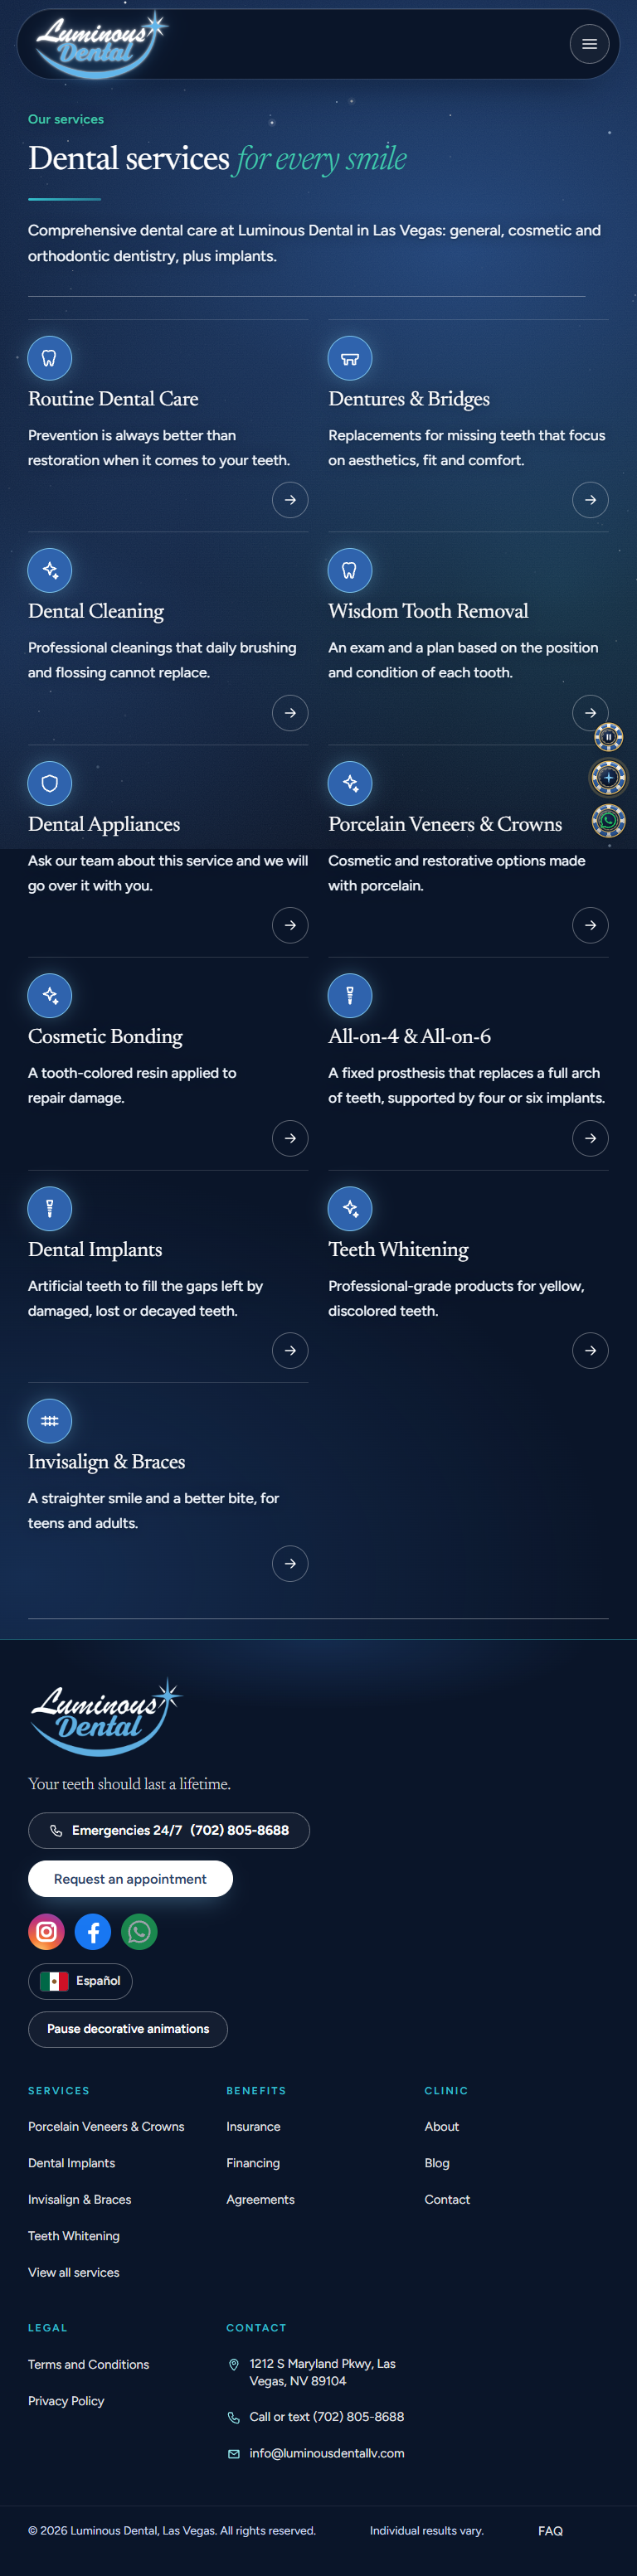 Luminous
Dental
Our services
Dental services for every smile
Comprehensive dental care at Luminous Dental in Las Vegas: general, cosmetic and
orthodontic dentistry, plus implants.
Routine Dental Care
Prevention is always better than
restoration when it comes to your teeth.
Dentures & Bridges
Replacements for missing teeth that focus
on aesthetics, fit and comfort.
Dental Cleaning
Professional cleanings that daily brushing
and flossing cannot replace.
Wisdom Tooth Removal
An exam and a plan based on the position
and condition of each tooth.
Dental Appliances
Ask our team about this service and we will
go over it with you.
Porcelain Veneers & Crowns
Cosmetic and restorative options made
with porcelain.
Cosmetic Bonding
A tooth-colored resin applied to
repair damage.
All-on-4 & All-on-6
A fixed prosthesis that replaces a full arch
of teeth, supported by four or six implants.
Dental Implants
Artificial teeth to fill the gaps left by
damaged, lost or decayed teeth.
Teeth Whitening
Professional-grade products for yellow,
discolored teeth.
Invisalign & Braces
A straighter smile and a better bite, for
teens and adults.
Luminous
Dental
Your teeth should last a lifetime.
Emergencies 24/7 (702) 805-8688
Request an appointment
Español
Pause decorative animations
SERVICES
Porcelain Veneers & Crowns
Dental Implants
Invisalign & Braces
Teeth Whitening
View all services
BENEFITS
Insurance
Financing
Agreements
CLINIC
About
Blog
Contact
LEGAL
Terms and Conditions
Privacy Policy
CONTACT
1212 S Maryland Pkwy, Las
Vegas, NV 89104
Call or text (702) 805-8688
info@luminousdentallv.com
© 2026 Luminous Dental, Las Vegas. All rights reserved.
Individual results vary.
FAQ